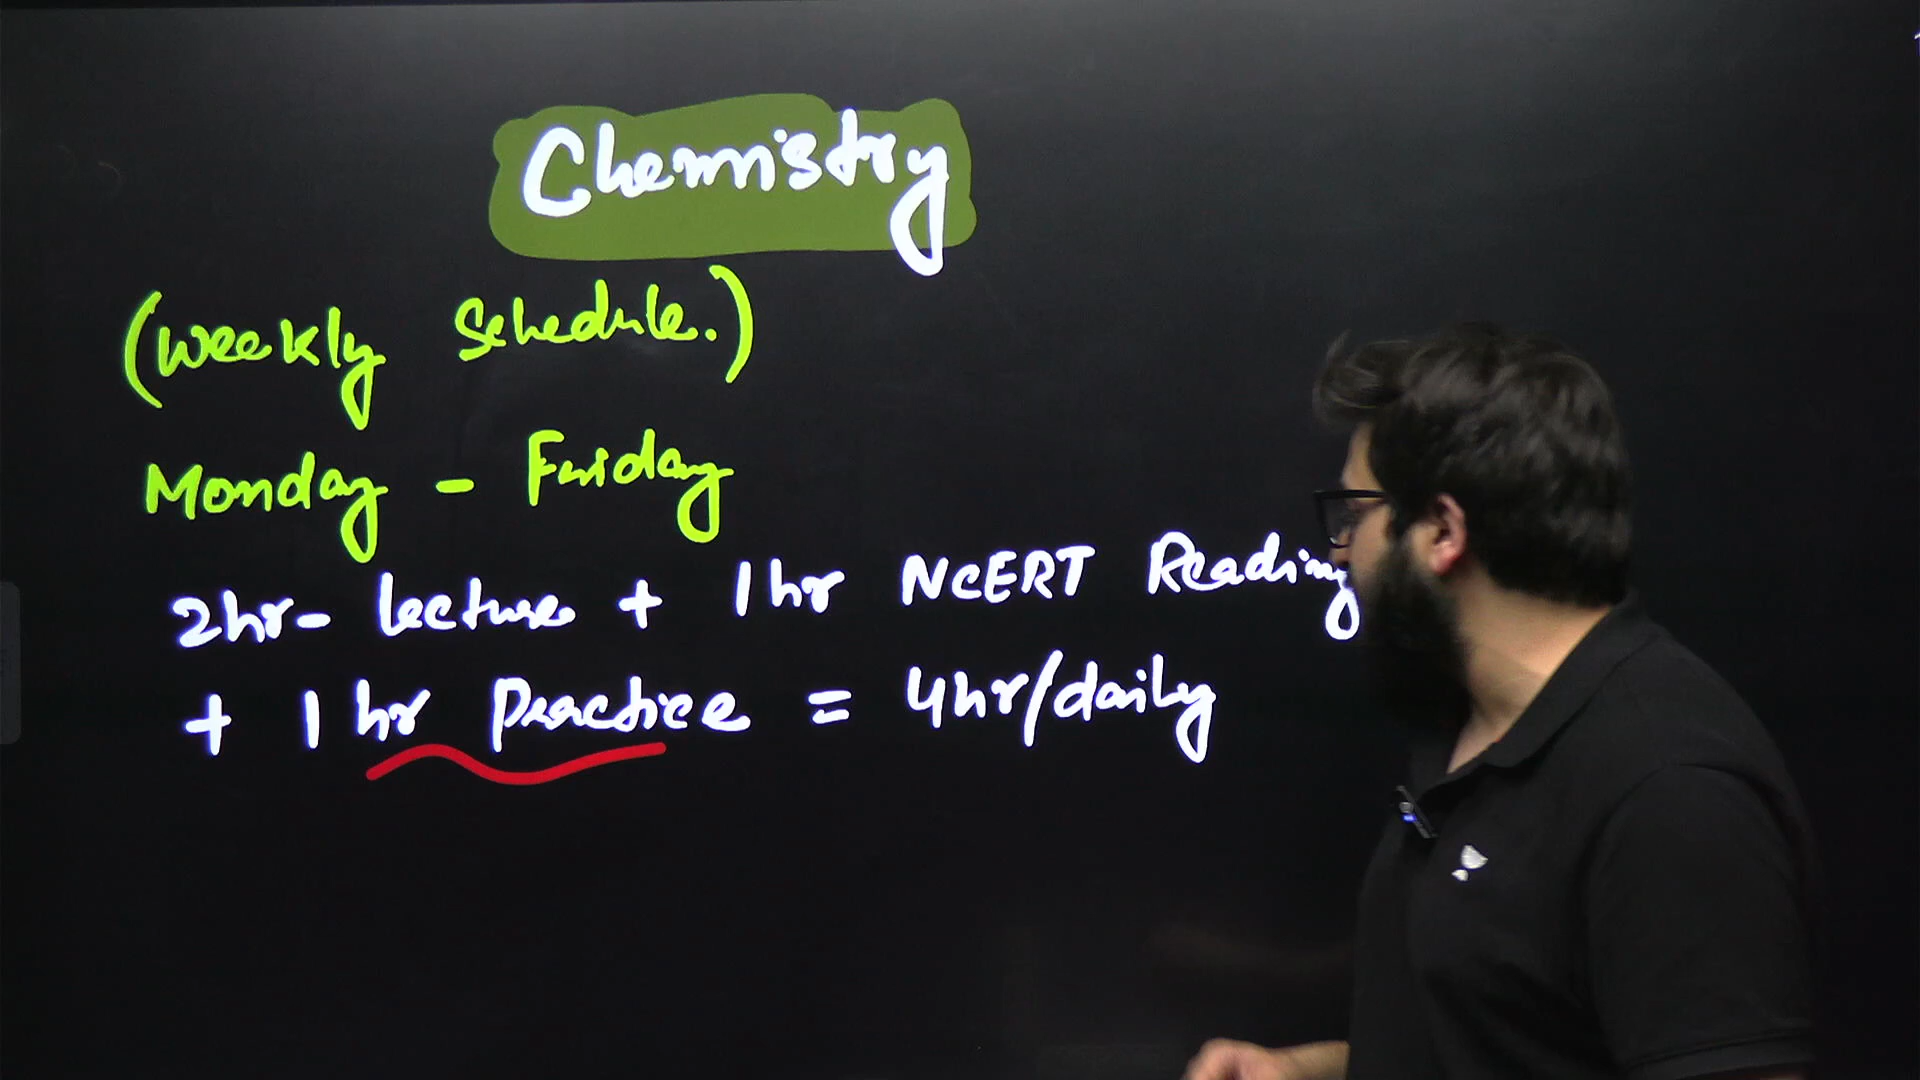 Chemistry
(Weekly Schedule.)
Monday - Friday
2hr- lecture + 1hr NCERT Reading
+ 1 hr Practice = 4hr/daily